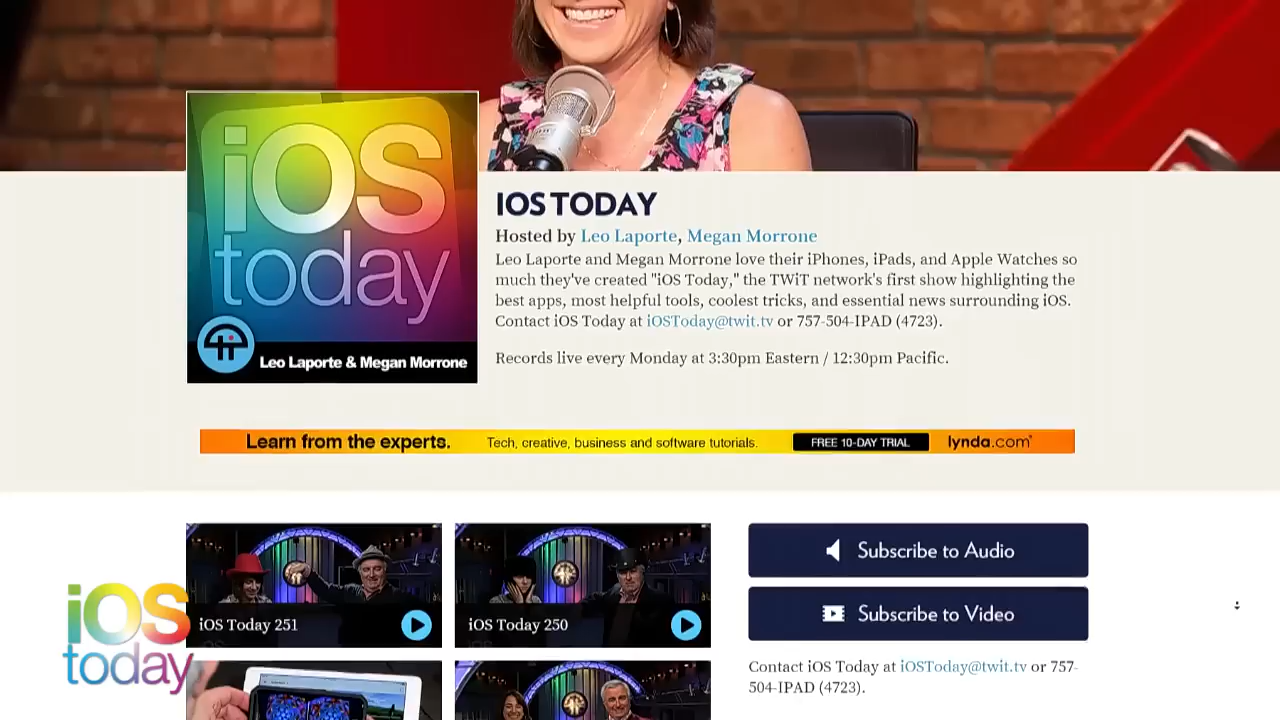 iOS
today
Leo Laporte & Megan Morrone
IOS TODAY
Hosted by Leo Laporte, Megan Morrone
Leo Laporte and Megan Morrone love their iPhones, iPads, and Apple Watches so
much they've created "iOS Today," the TWiT network's first show highlighting the
best apps, most helpful tools, coolest tricks, and essential news surrounding iOS.
Contact iOS Today at iOSToday@twit.tv or 757-504-IPAD (4723).
Records live every Monday at 3:30pm Eastern / 12:30pm Pacific.
Learn from the experts. Tech, creative, business and software tutorials. FREE 10-DAY TRIAL lynda.com
iOS Today 251
iOS Today 250
Subscribe to Audio
Subscribe to Video
Contact iOS Today at iOSToday@twit.tv or 757-
504-IPAD (4723).
iOS
today